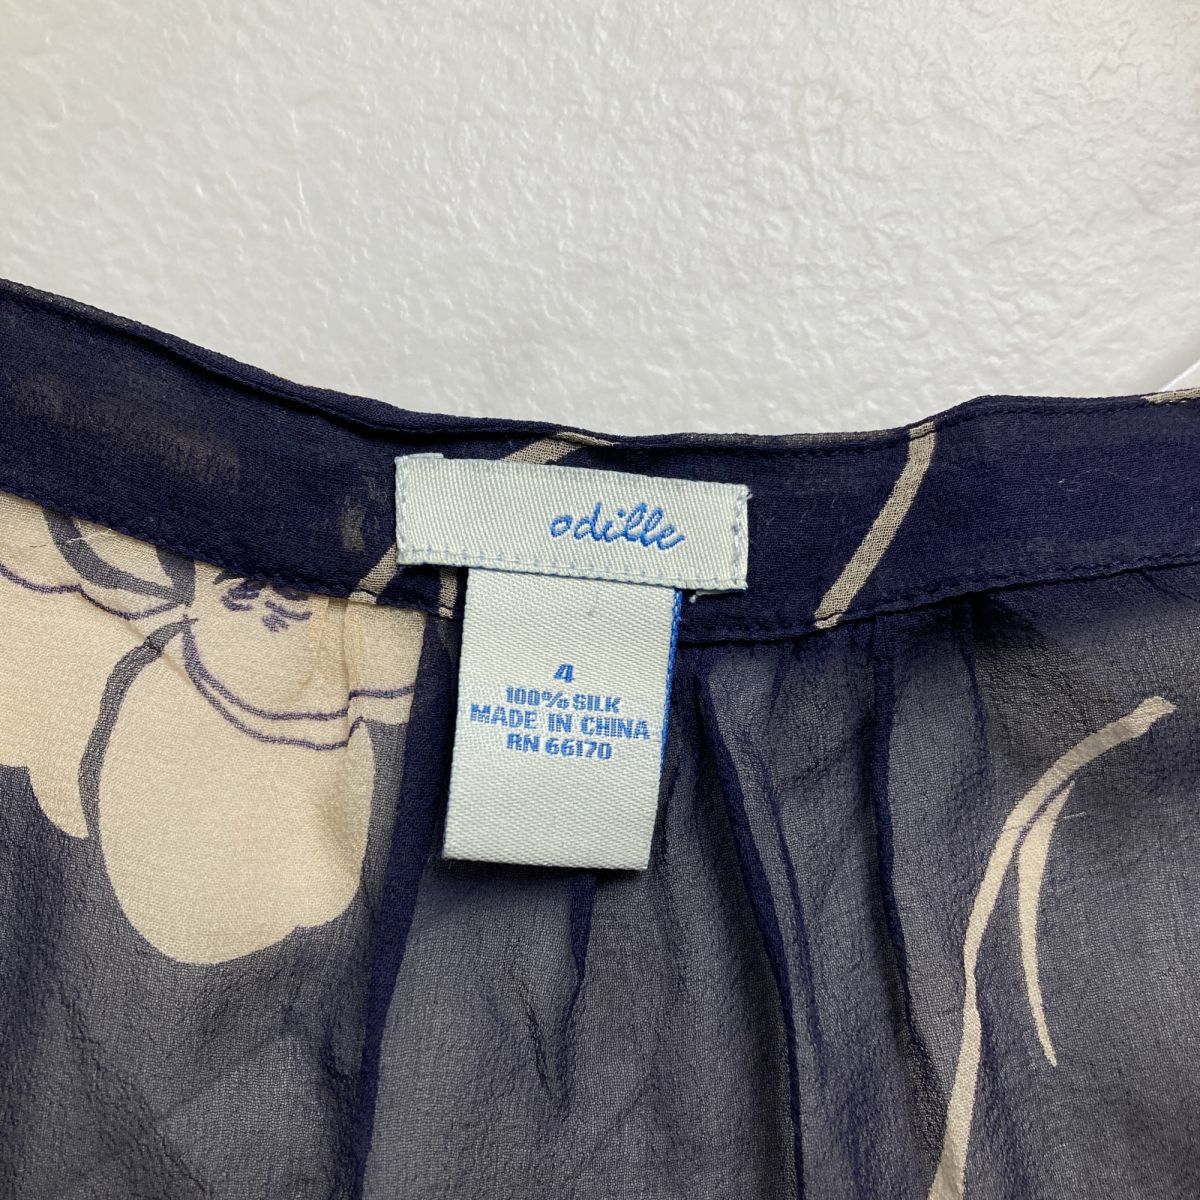 odille
4
100% SILK
MADE IN CHINA
RN 66170